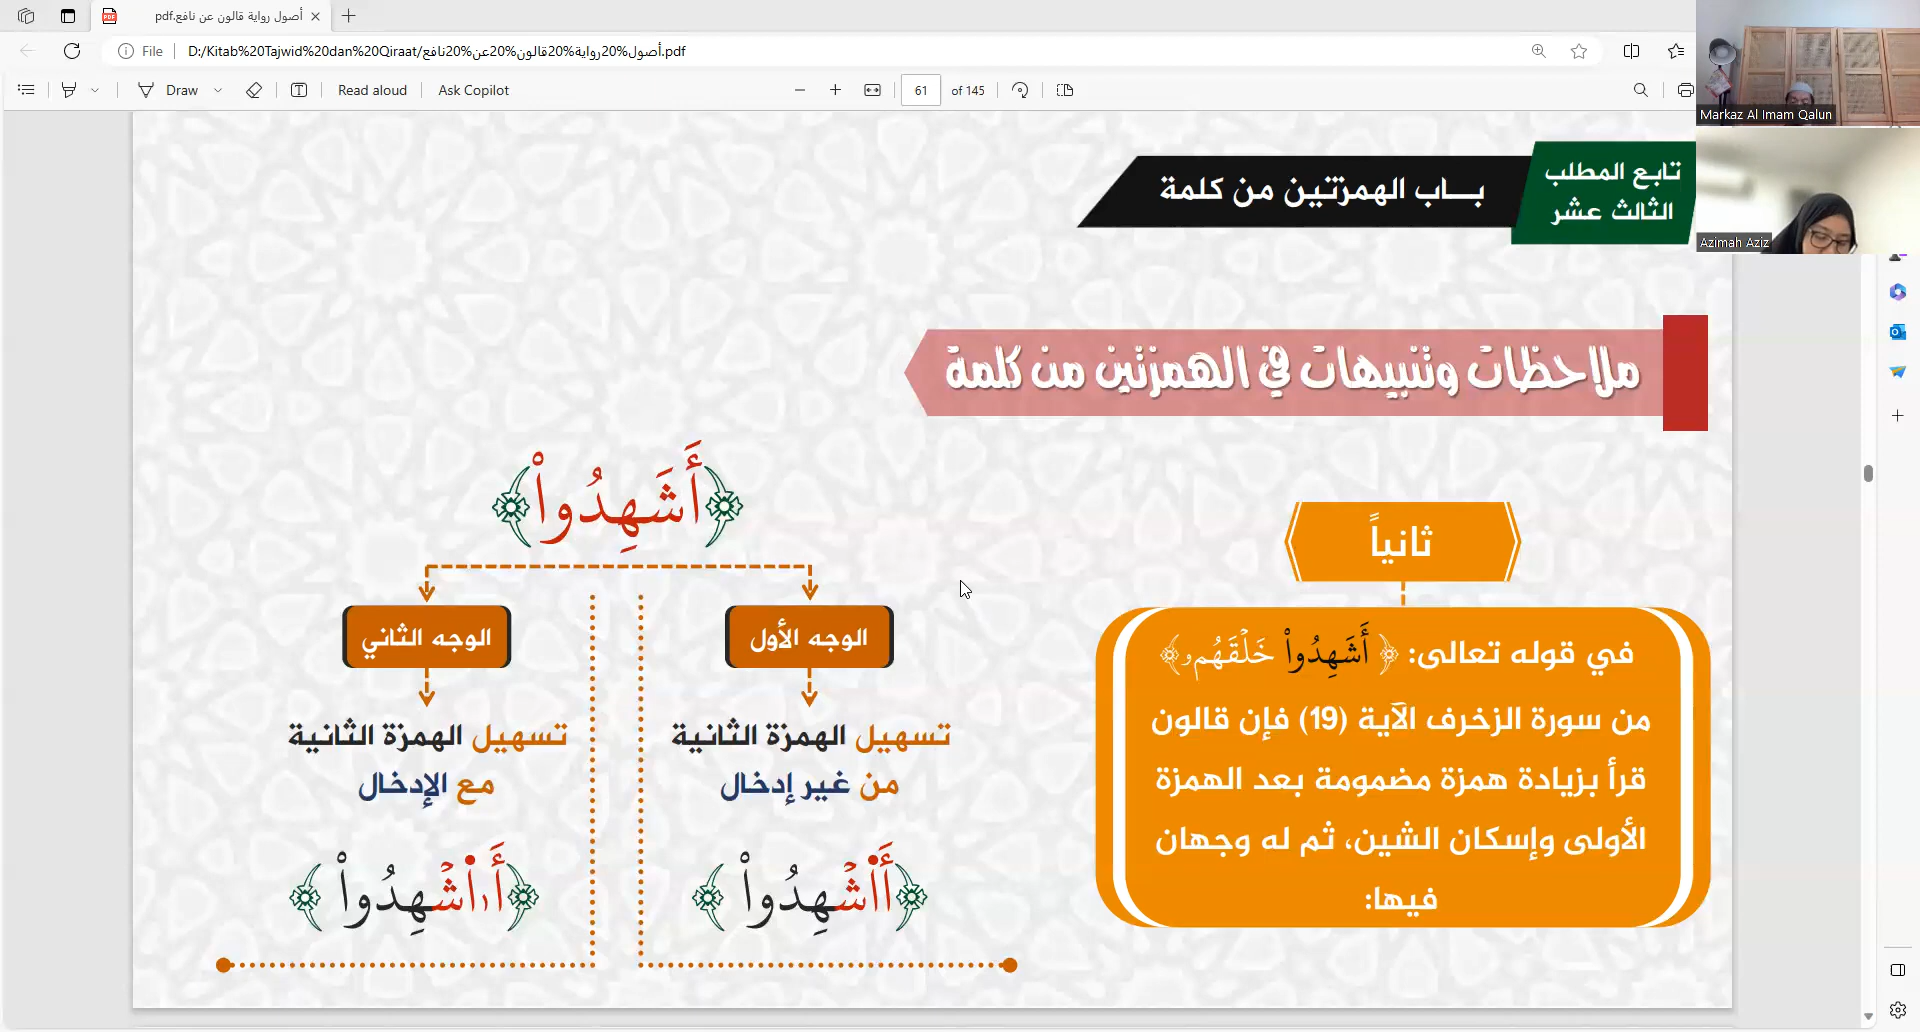 أصول رواية قالون عن نافع.pdf
File
D:/Kitab%20Tajwid%20dan%20Qiraat/أصول%20رواية%20قالون%20عن%20نافع.pdf
Draw
Read aloud
Ask Copilot
61
of 145
Markaz Al Imam Qalun
Azimah Aziz
تابع المطلب
الثالث عشر
بـــاب الهمزتين من كلمة
ملاحظات وتنبيهات في الهمزتين من كلمة
ثانياً
في قوله تعالى: ﴿أَشَهِدُواْ خَلْقَهُمو﴾
من سورة الزخرف الآية (19) فإن قالون
قرأ بزيادة همزة مضمومة بعد الهمزة
الأولى وإسكان الشين، ثم له وجهان
فيها:
﴿أَشَهِدُواْ﴾
الوجه الأول
تسهيل الهمزة الثانية
من غير إدخال
﴿أَاشْهِدُواْ﴾
الوجه الثاني
تسهيل الهمزة الثانية
مع الإدخال
﴿أَ۱اشْهِدُواْ﴾